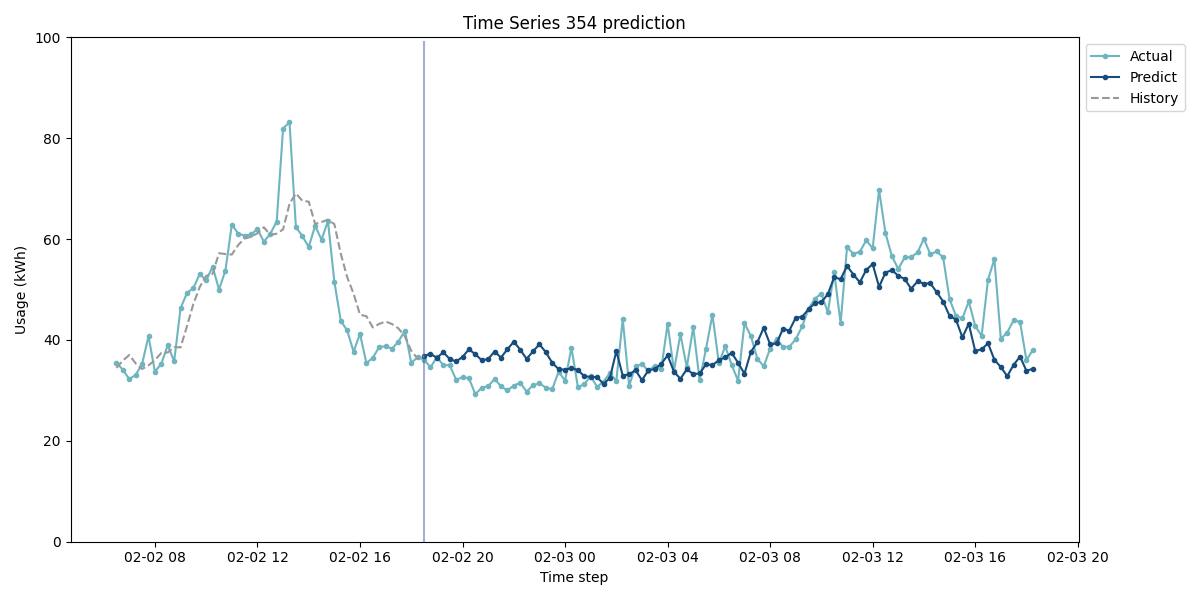 Time Series 354 prediction
100
80
60
40
20
0
Usage (kWh)
02-02 08
02-02 12
02-02 16
02-02 20
02-03 00
02-03 04
02-03 08
02-03 12
02-03 16
02-03 20
Time step
Actual
Predict
History